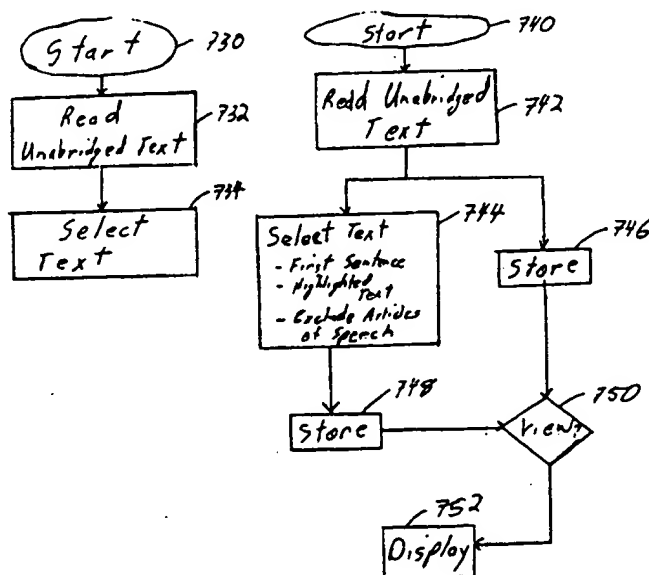 Start
730
Read
Unabridged Text
732
Select
Text
734
Start
740
Read Unabridged
Text
742
Select Text
- First Sentence
- Highlighted
Text
- Exclude Articles
of Speech
744
Store
746
Store
748
View?
750
Display
752